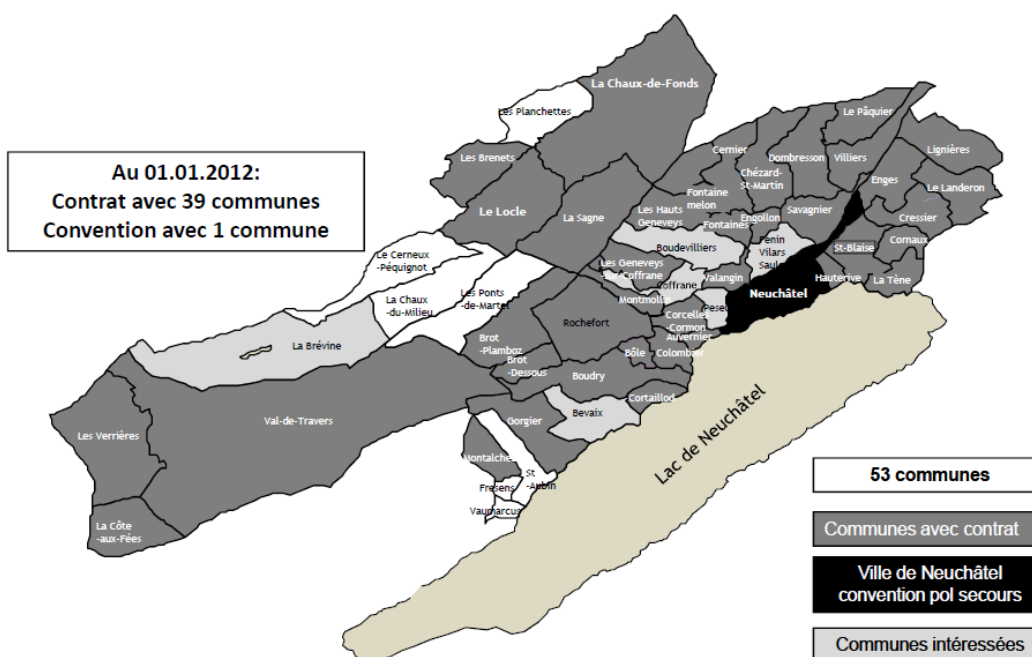 Au 01.01.2012:
Contrat avec 39 communes
Convention avec 1 commune
La Chaux-de-Fonds
Les Planchettes
Les Brenets
Le Locle
La Sagne
Le Cerneux
-Péquignot
La Chaux
-du-Milieu
Les Ponts
-de-Martel
La Brévine
Les Verrières
La Côte
-aux-Fées
Val-de-Travers
Brot
-Plamboz
Brot
-Dessous
Rochefort
Boudry
Bôle
Colombier
Auvernier
Corcelles
-Cormon
Cortaillod
Bevaix
Gorgier
Montalchez
St
-Aubin
Fresens
Vaumarcus
Montmolin
Les Geneveys
-sur-Coffrane
Coffrane
Valangin
Peseux
Boudevilliers
Les Hauts
Geneveys
Fontaine
melon
Fontaines
Cernier
Chézard-
St-Martin
Engollon
Dombresson
Villiers
Le Pâquier
Savagnier
Fenin
Vilars
Saules
Neuchâtel
Enges
Lignières
Le Landeron
Cressier
Cornaux
St-Blaise
Hauterive
La Tène
Lac de Neuchâtel
53 communes
Communes avec contrat
Ville de Neuchâtel
convention pol secours
Communes intéressées